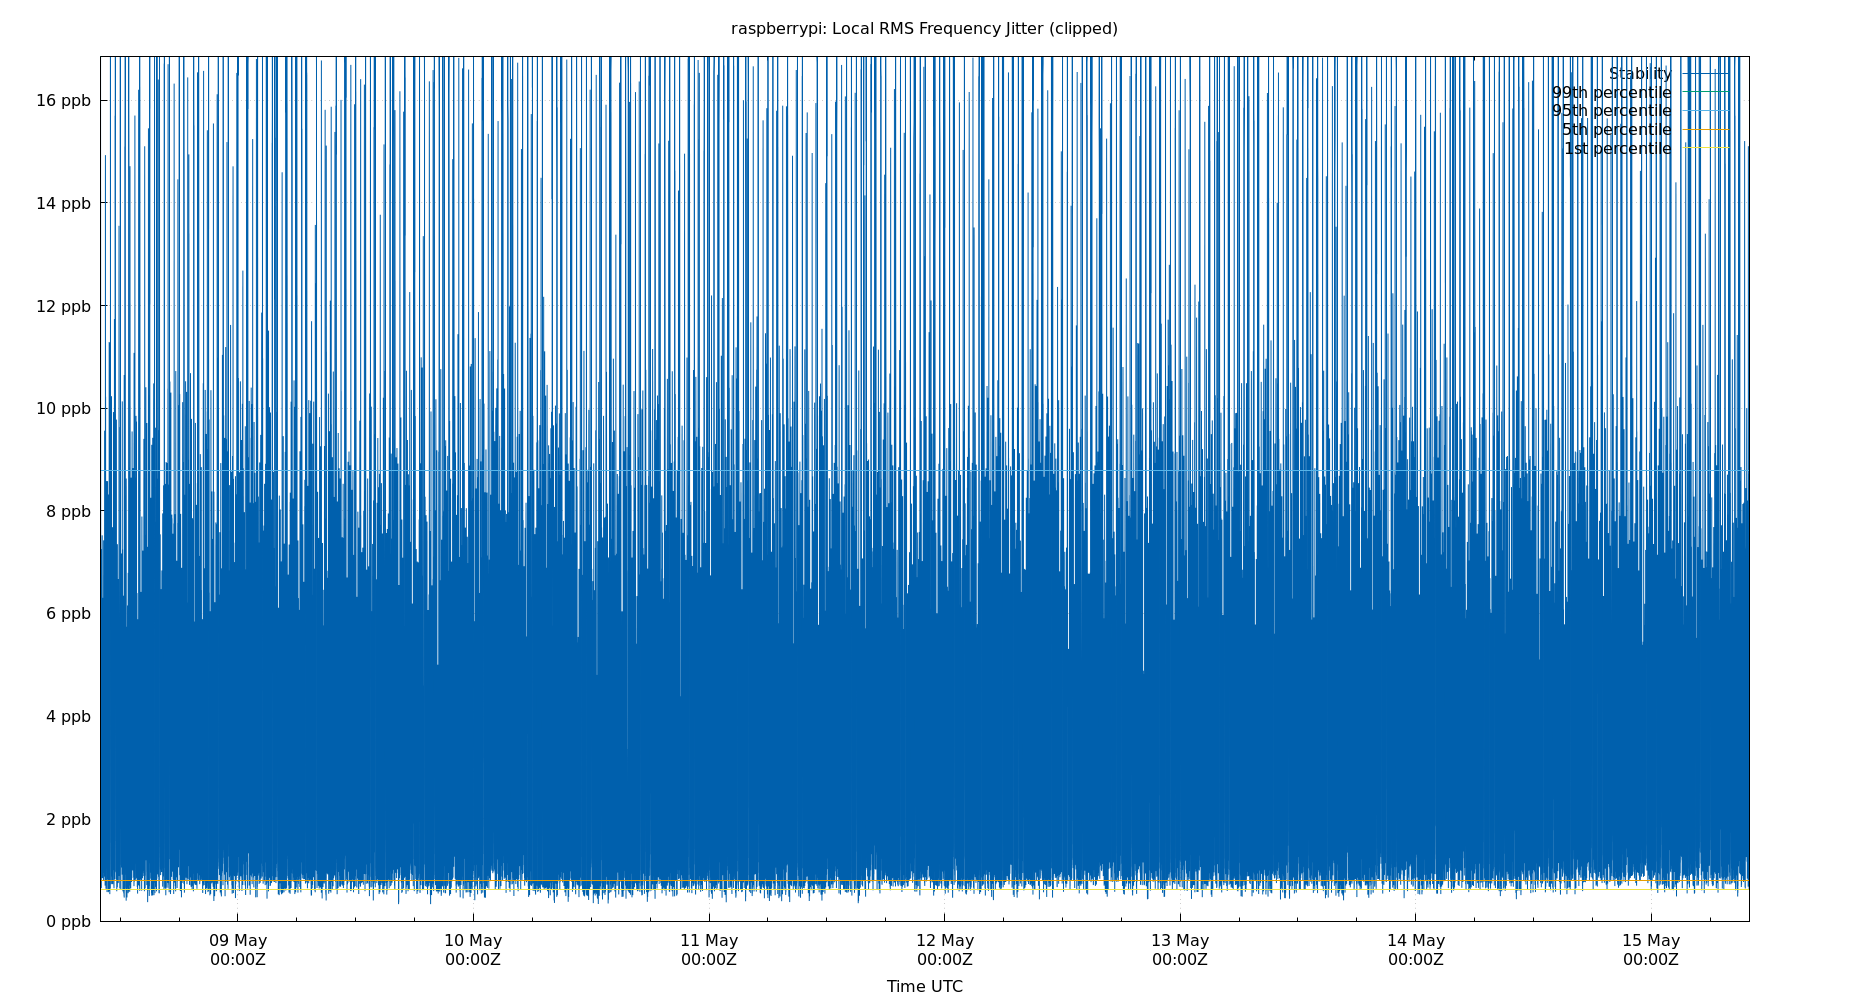 raspberrypi: Local RMS Frequency Jitter (clipped)
Stability
99th percentile
95th percentile
5th percentile
1st percentile
16 ppb
14 ppb
12 ppb
10 ppb
8 ppb
6 ppb
4 ppb
2 ppb
0 ppb
09 May 10 May 11 May 12 May 13 May 14 May 15 May
00:00Z 00:00Z 00:00Z 00:00Z 00:00Z 00:00Z 00:00Z
Time UTC